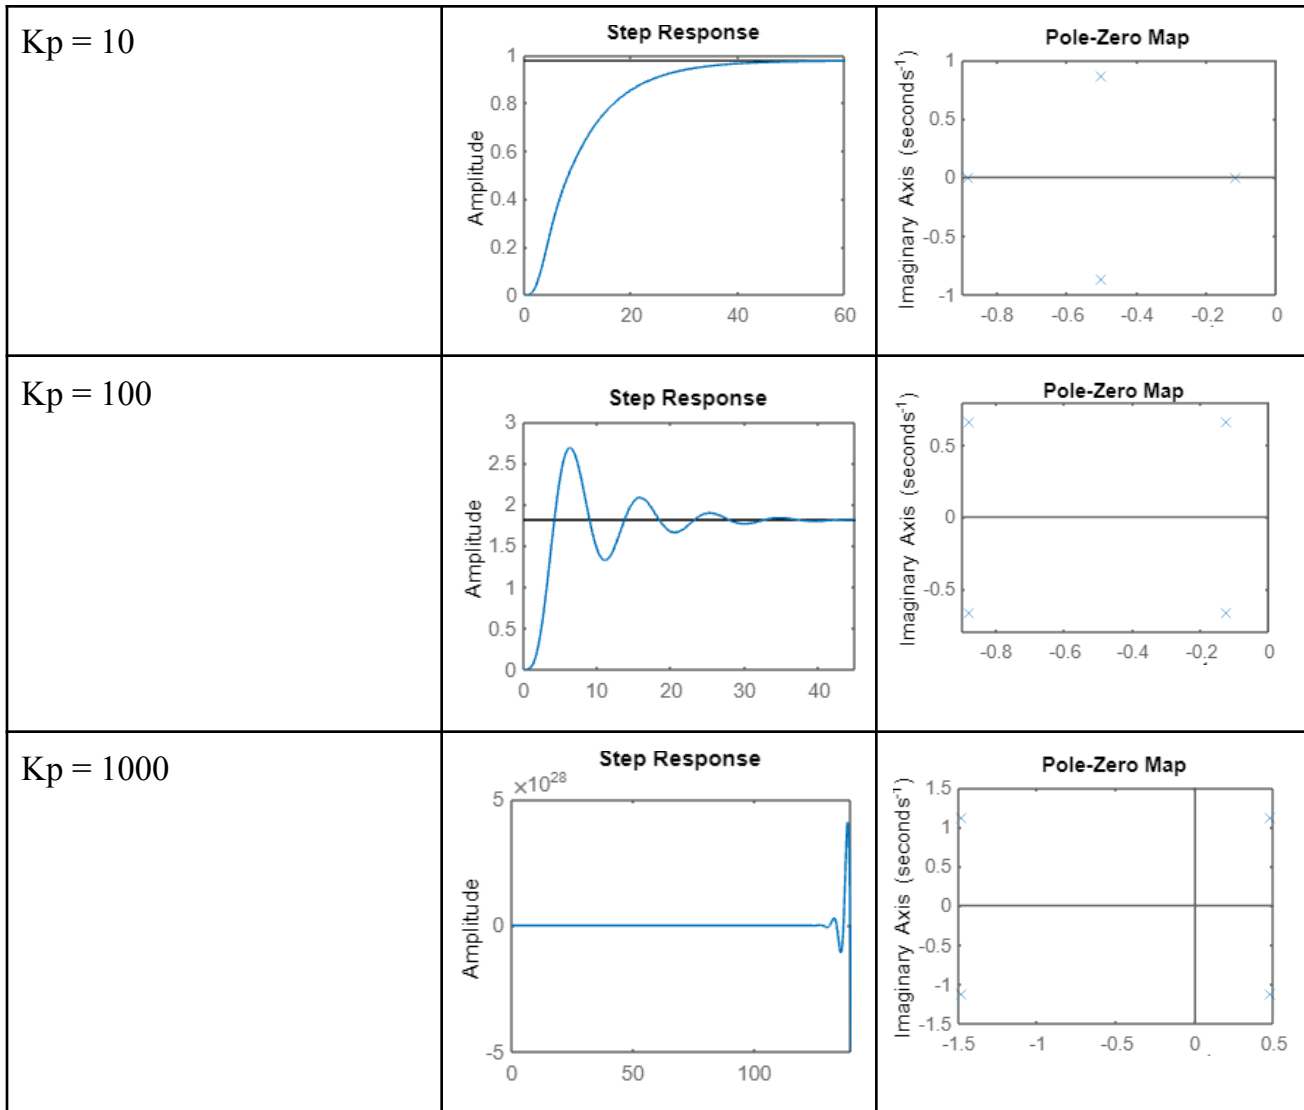 Kp = 10
Step Response
Amplitude
1
0.8
0.6
0.4
0.2
0
0 20 40 60
Pole-Zero Map
Imaginary Axis (seconds⁻¹)
1
0.5
0
-0.5
-1
-0.8 -0.6 -0.4 -0.2 0
Kp = 100
Step Response
Amplitude
3
2.5
2
1.5
1
0.5
0
0 10 20 30 40
Pole-Zero Map
Imaginary Axis (seconds⁻¹)
0.5
0
-0.5
-0.8 -0.6 -0.4 -0.2 0
Kp = 1000
Step Response
×10²⁸
Amplitude
5
0
-5
0 50 100
Pole-Zero Map
Imaginary Axis (seconds⁻¹)
1.5
1
0.5
0
-0.5
-1
-1.5
-1.5 -1 -0.5 0 0.5